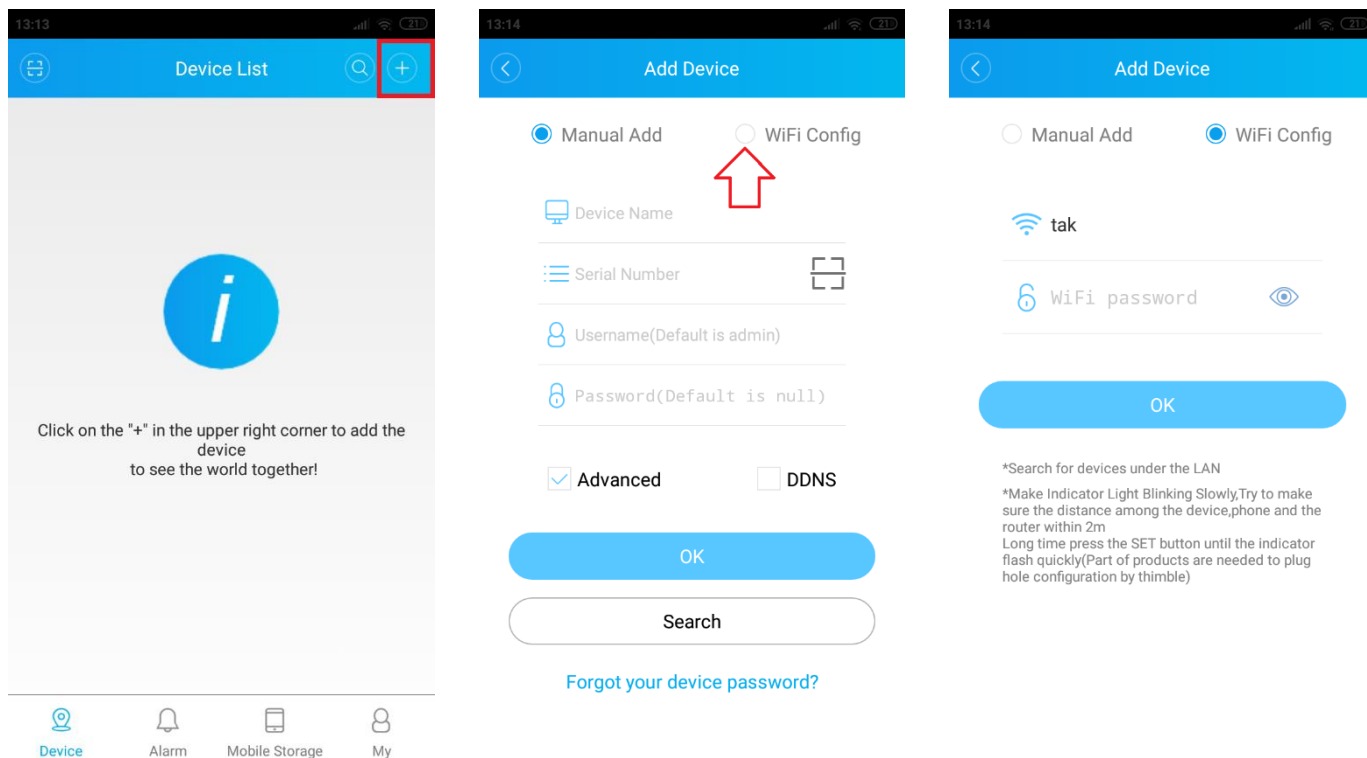 13:13
21
Device List
i
Click on the "+" in the upper right corner to add the
device
to see the world together!
Device
Alarm
Mobile Storage
My
13:14
21
Add Device
Manual Add
WiFi Config
Device Name
Serial Number
Username(Default is admin)
Password(Default is null)
Advanced
DDNS
OK
Search
Forgot your device password?
13:14
21
Add Device
Manual Add
WiFi Config
tak
WiFi password
OK
*Search for devices under the LAN
*Make Indicator Light Blinking Slowly,Try to make
sure the distance among the device,phone and the
router within 2m
Long time press the SET button until the indicator
flash quickly(Part of products are needed to plug
hole configuration by thimble)